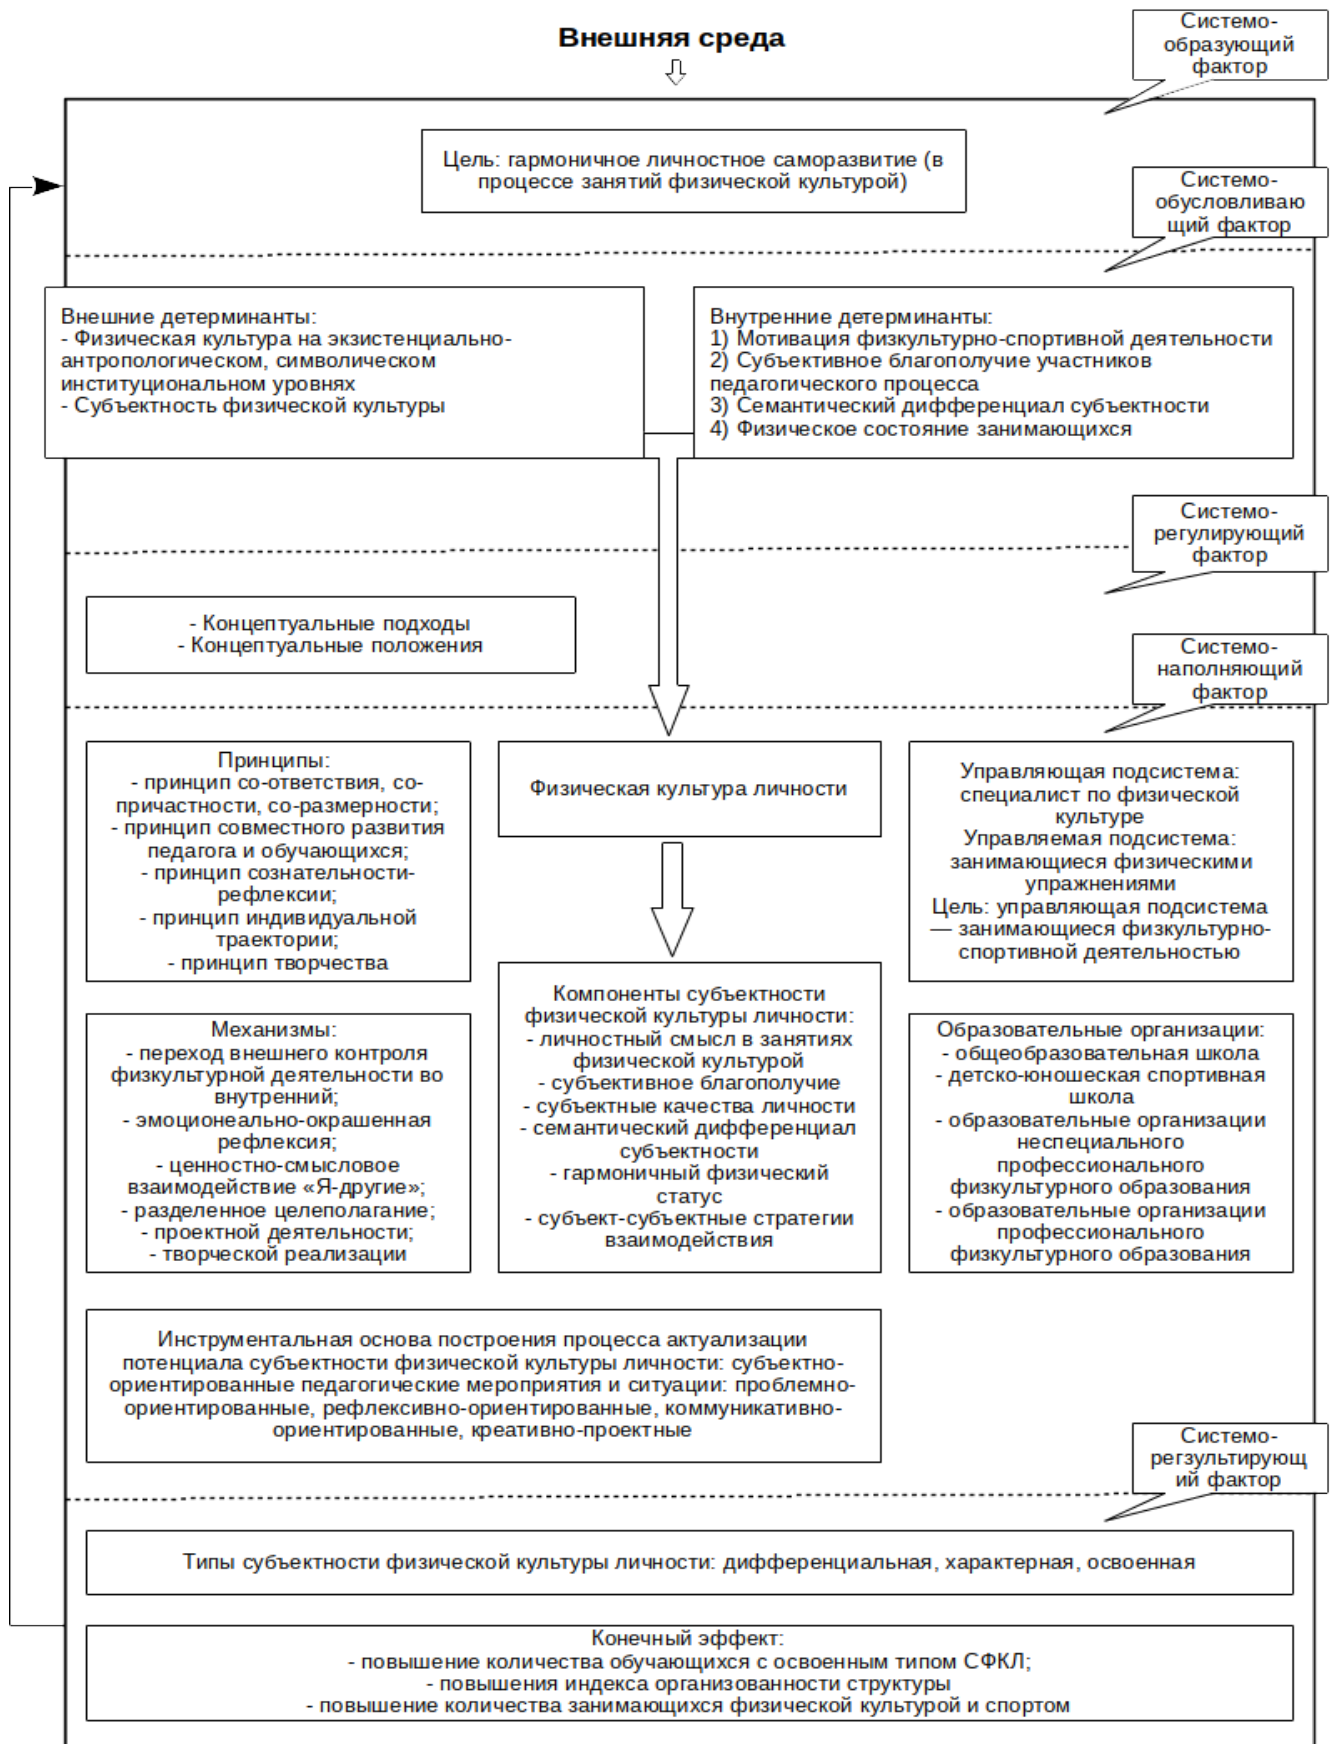 Внешняя среда
Системо-
образующий
фактор
Цель: гармоничное личностное саморазвитие (в
процессе занятий физической культурой)
Системо-
обусловливаю
щий фактор
Внешние детерминанты:
- Физическая культура на экзистенциально-
антропологическом, символическом
институциональном уровнях
- Субъектность физической культуры
Внутренние детерминанты:
1) Мотивация физкультурно-спортивной деятельности
2) Субъективное благополучие участников
педагогического процесса
3) Семантический дифференциал субъектности
4) Физическое состояние занимающихся
Системо-
регулирующий
фактор
- Концептуальные подходы
- Концептуальные положения
Системо-
наполняющий
фактор
Принципы:
- принцип со-ответствия, со-
причастности, со-размерности;
- принцип совместного развития
педагога и обучающихся;
- принцип сознательности-
рефлексии;
- принцип индивидуальной
траектории;
- принцип творчества
Физическая культура личности
Управляющая подсистема:
специалист по физической
культуре
Управляемая подсистема:
занимающиеся физическими
упражнениями
Цель: управляющая подсистема
— занимающиеся физкультурно-
спортивной деятельностью
Механизмы:
- переход внешнего контроля
физкультурной деятельности во
внутренний;
- эмоционеально-окрашенная
рефлексия;
- ценностно-смысловое
взаимодействие «Я-другие»;
- разделенное целеполагание;
- проектной деятельности;
- творческой реализации
Компоненты субъектности
физической культуры личности:
- личностный смысл в занятиях
физической культурой
- субъективное благополучие
- субъектные качества личности
- семантический дифференциал
субъектности
- гармоничный физический
статус
- субъект-субъектные стратегии
взаимодействия
Образовательные организации:
- общеобразовательная школа
- детско-юношеская спортивная
школа
- образовательные организации
неспециального
профессионального
физкультурного образования
- образовательные организации
профессионального
физкультурного образования
Инструментальная основа построения процесса актуализации
потенциала субъектности физической культуры личности: субъектно-
ориентированные педагогические мероприятия и ситуации: проблемно-
ориентированные, рефлексивно-ориентированные, коммуникативно-
ориентированные, креативно-проектные
Системо-
регзультирующ
ий фактор
Типы субъектности физической культуры личности: дифференциальная, характерная, освоенная
Конечный эффект:
- повышение количества обучающихся с освоенным типом СФКЛ;
- повышения индекса организованности структуры
- повышение количества занимающихся физической культурой и спортом